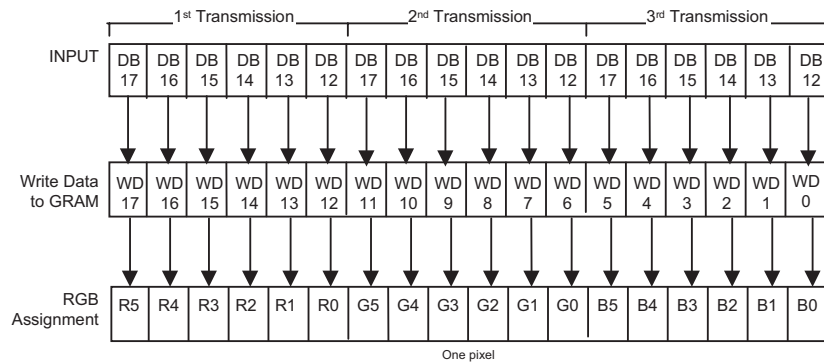 1st Transmission 2nd Transmission 3rd Transmission
INPUT DB DB DB DB DB DB DB DB DB DB DB DB DB DB DB DB DB DB
17 16 15 14 13 12 17 16 15 14 13 12 17 16 15 14 13 12
Write Data WD WD WD WD WD WD WD WD WD WD WD WD WD WD WD WD WD WD
to GRAM 17 16 15 14 13 12 11 10 9 8 7 6 5 4 3 2 1 0
RGB R5 R4 R3 R2 R1 R0 G5 G4 G3 G2 G1 G0 B5 B4 B3 B2 B1 B0
Assignment
One pixel